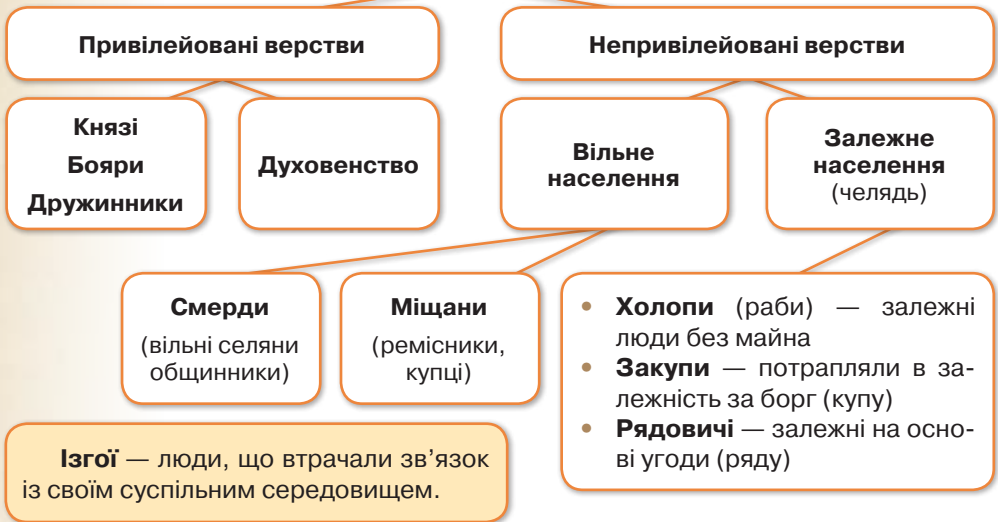 Привілейовані верстви
Непривілейовані верстви
Князі
Бояри
Дружинники
Духовенство
Вільне
населення
Залежне
населення
(челядь)
Смерди
(вільні селяни
общинники)
Міщани
(ремісники,
купці)
• Холопи (раби) — залежні
люди без майна
• Закупи — потрапляли в за-
лежність за борг (купу)
• Рядовичі — залежні на осно-
ві угоди (ряду)
Ізгої — люди, що втрачали зв'язок
із своїм суспільним середовищем.